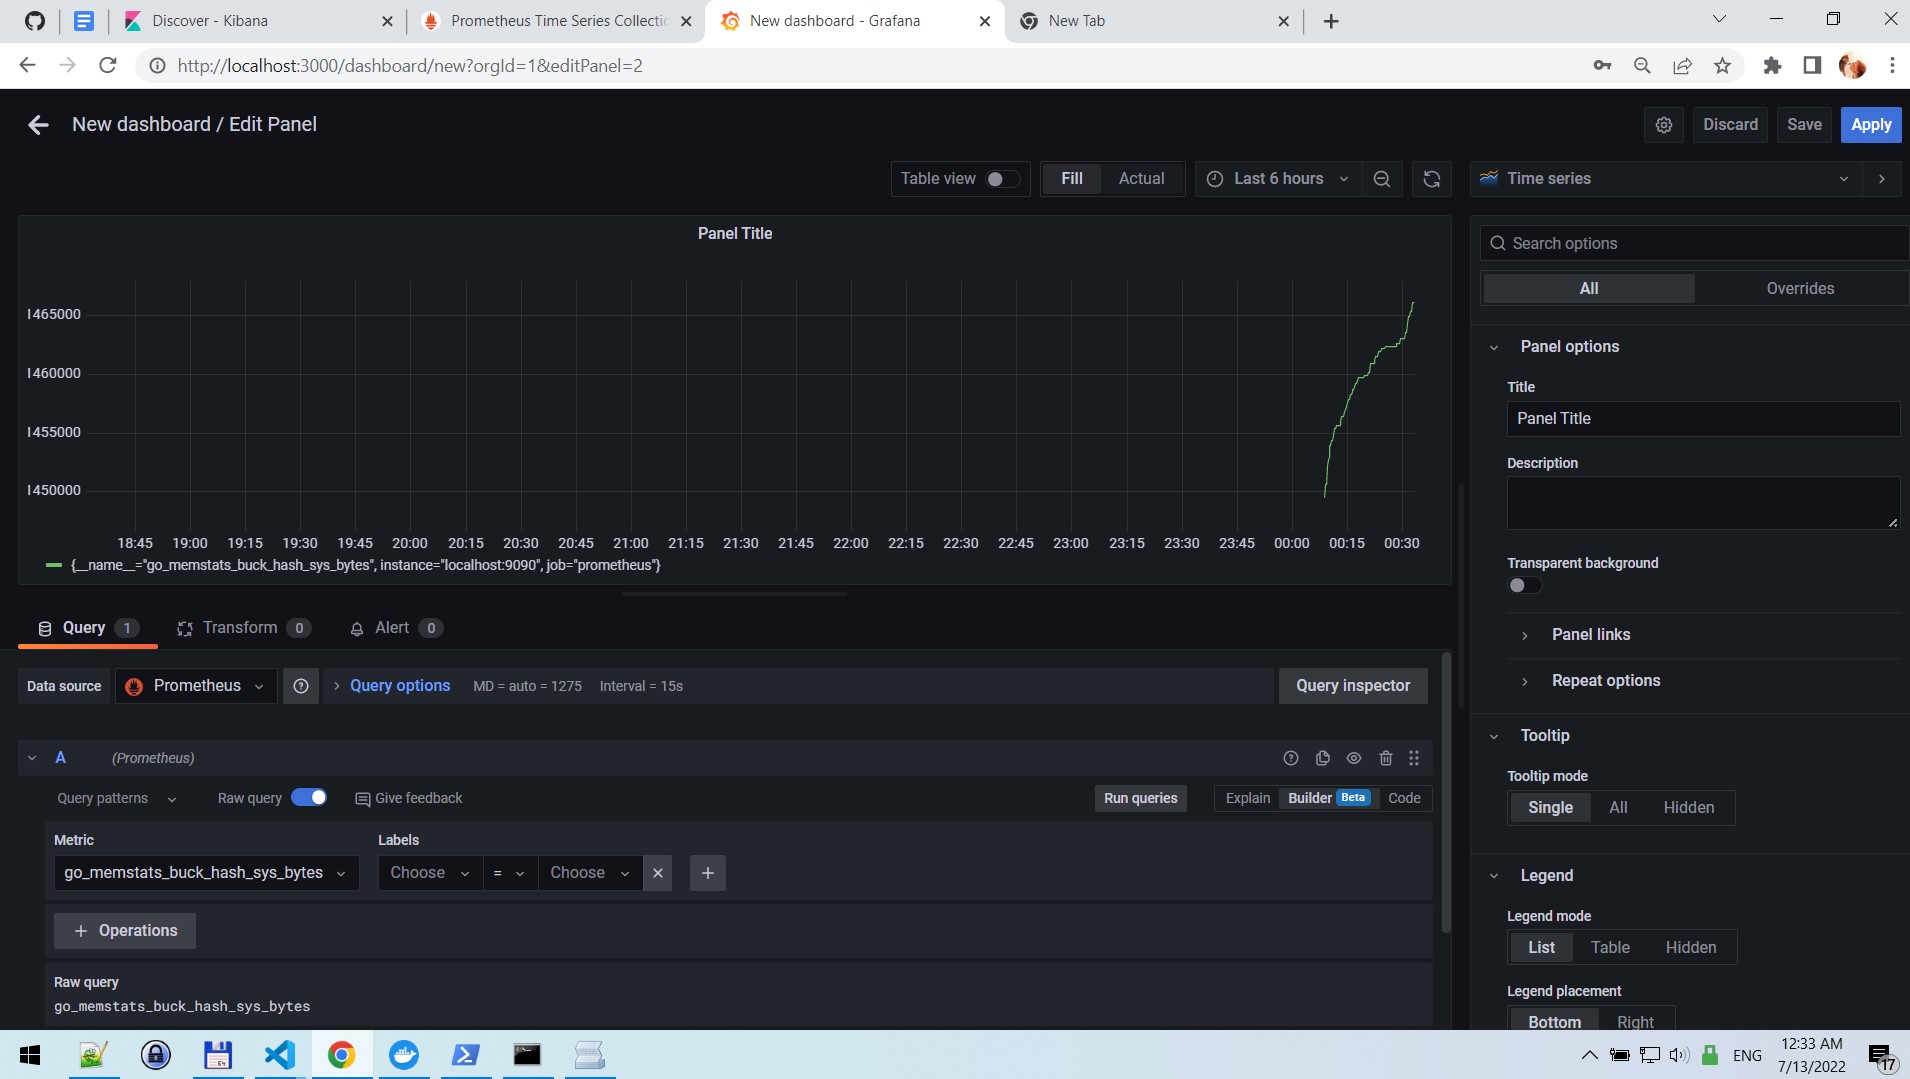 Discover - Kibana
Prometheus Time Series Collectio
New dashboard - Grafana
New Tab
http://localhost:3000/dashboard/new?orgId=1&editPanel=2
New dashboard / Edit Panel
Discard
Save
Apply
Table view
Fill
Actual
Last 6 hours
Time series
Panel Title
Search options
All
Overrides
465000
460000
455000
450000
18:45 19:00 19:15 19:30 19:45 20:00 20:15 20:30 20:45 21:00 21:15 21:30 21:45 22:00 22:15 22:30 22:45 23:00 23:15 23:30 23:45 00:00 00:15 00:30
{__name__="go_memstats_buck_hash_sys_bytes", instance="localhost:9090", job="prometheus"}
Panel options
Title
Panel Title
Description
Transparent background
Panel links
Repeat options
Tooltip
Tooltip mode
Single
All
Hidden
Legend
Legend mode
List
Table
Hidden
Legend placement
Bottom
Right
Query 1
Transform 0
Alert 0
Data source
Prometheus
Query options
MD = auto = 1275
Interval = 15s
Query inspector
A
(Prometheus)
Query patterns
Raw query
Give feedback
Run queries
Explain
Builder Beta
Code
Metric
Labels
go_memstats_buck_hash_sys_bytes
Choose
=
Choose
+ Operations
Raw query
go_memstats_buck_hash_sys_bytes
64
ENG
12:33 AM
7/13/2022
17